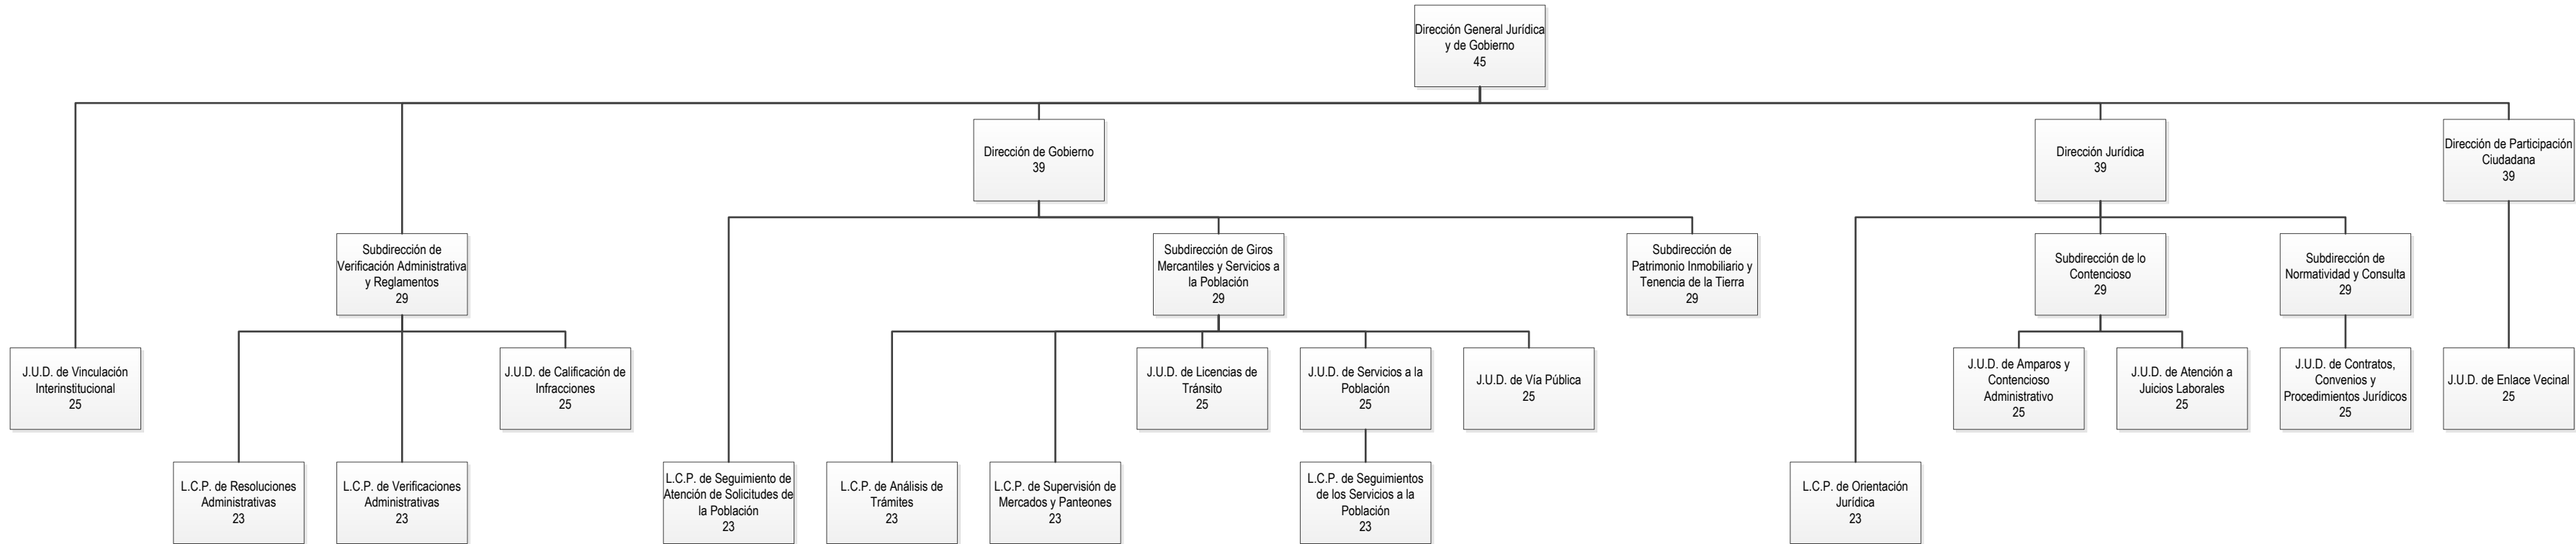 Dirección General Jurídica
y de Gobierno
45
Dirección de Gobierno
39
Dirección Jurídica
39
Dirección de Participación
Ciudadana
39
Subdirección de
Verificación Administrativa
y Reglamentos
29
Subdirección de Giros
Mercantiles y Servicios a
la Población
29
Subdirección de
Patrimonio Inmobiliario y
Tenencia de la Tierra
29
Subdirección de lo
Contencioso
29
Subdirección de
Normatividad y Consulta
29
J.U.D. de Vinculación
Interinstitucional
25
J.U.D. de Calificación de
Infracciones
25
J.U.D. de Licencias de
Tránsito
25
J.U.D. de Servicios a la
Población
25
J.U.D. de Vía Pública
25
J.U.D. de Amparos y
Contencioso
Administrativo
25
J.U.D. de Atención a
Juicios Laborales
25
J.U.D. de Contratos,
Convenios y
Procedimientos Jurídicos
25
J.U.D. de Enlace Vecinal
25
L.C.P. de Resoluciones
Administrativas
23
L.C.P. de Verificaciones
Administrativas
23
L.C.P. de Seguimiento de
Atención de Solicitudes de
la Población
23
L.C.P. de Análisis de
Trámites
23
L.C.P. de Supervisión de
Mercados y Panteones
23
L.C.P. de Seguimientos
de los Servicios a la
Población
23
L.C.P. de Orientación
Jurídica
23